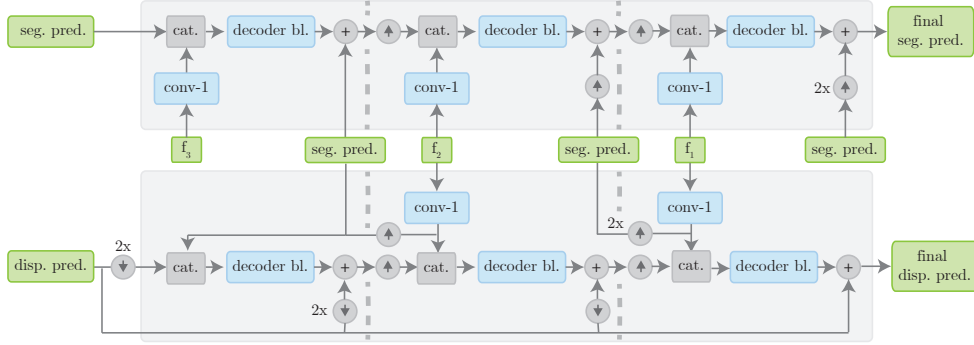 seg. pred.
cat.
decoder bl.
+
cat.
decoder bl.
+
cat.
decoder bl.
+
final
seg. pred.
conv-1
conv-1
conv-1
2x
f₃
seg. pred.
f₂
seg. pred.
f₁
seg. pred.
conv-1
conv-1
2x
2x
disp. pred.
cat.
decoder bl.
+
cat.
decoder bl.
+
cat.
decoder bl.
+
final
disp. pred.
2x